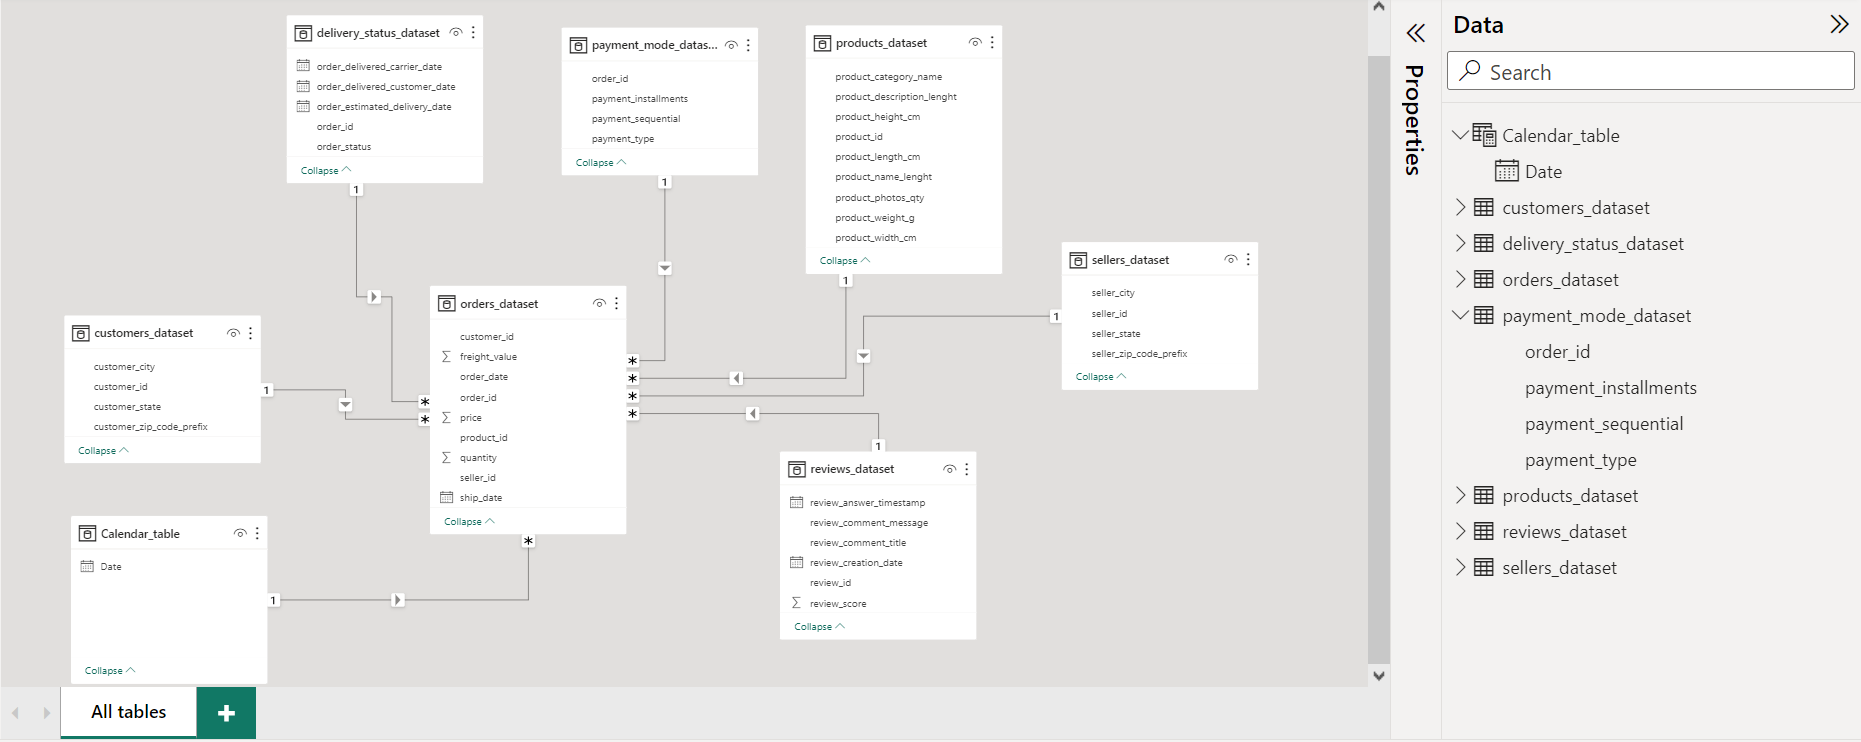 delivery_status_dataset
order_delivered_carrier_date
order_delivered_customer_date
order_estimated_delivery_date
order_id
order_status
Collapse
1
payment_mode_datas...
order_id
payment_installments
payment_sequential
payment_type
Collapse
1
products_dataset
product_category_name
product_description_lenght
product_height_cm
product_id
product_length_cm
product_name_lenght
product_photos_qty
product_weight_g
product_width_cm
Collapse
1
sellers_dataset
seller_city
seller_id
seller_state
seller_zip_code_prefix
Collapse
1
customers_dataset
customer_city
customer_id
customer_state
customer_zip_code_prefix
Collapse
1
orders_dataset
customer_id
∑ freight_value
order_date
order_id
∑ price
product_id
∑ quantity
seller_id
ship_date
Collapse
*
*
*
*
*
*
*
reviews_dataset
1
review_answer_timestamp
review_comment_message
review_comment_title
review_creation_date
review_id
∑ review_score
Collapse
Calendar_table
Date
1
Collapse
All tables
+
Properties
Data
Search
Calendar_table
Date
customers_dataset
delivery_status_dataset
orders_dataset
payment_mode_dataset
order_id
payment_installments
payment_sequential
payment_type
products_dataset
reviews_dataset
sellers_dataset